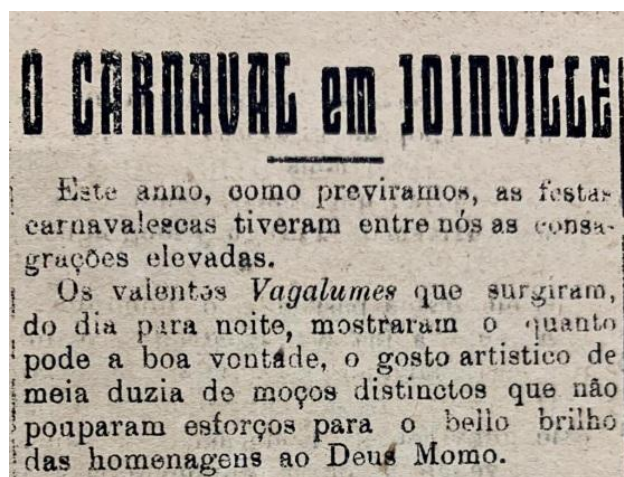 O CARNAVAL em JOINVILLE
Este anno, como previramos, as festas
carnavalescas tiveram entre nós as consa-
grações elevadas.
Os valentes Vagalumes que surgiram,
do dia para noite, mostraram o quanto
pode a boa vontade, o gosto artistico de
meia duzia de moços distinctos que não
pouparam esforços para o bello brilho
das homenagens ao Deus Momo.